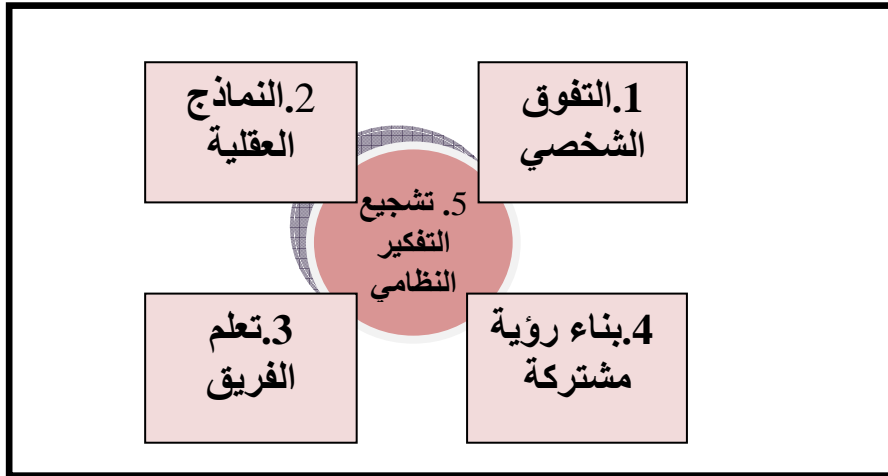 1.التفوق
الشخصي
2.النماذج
العقلية
5. تشجيع
التفكير
النظامي
4.بناء رؤية
مشتركة
3.تعلم
الفريق